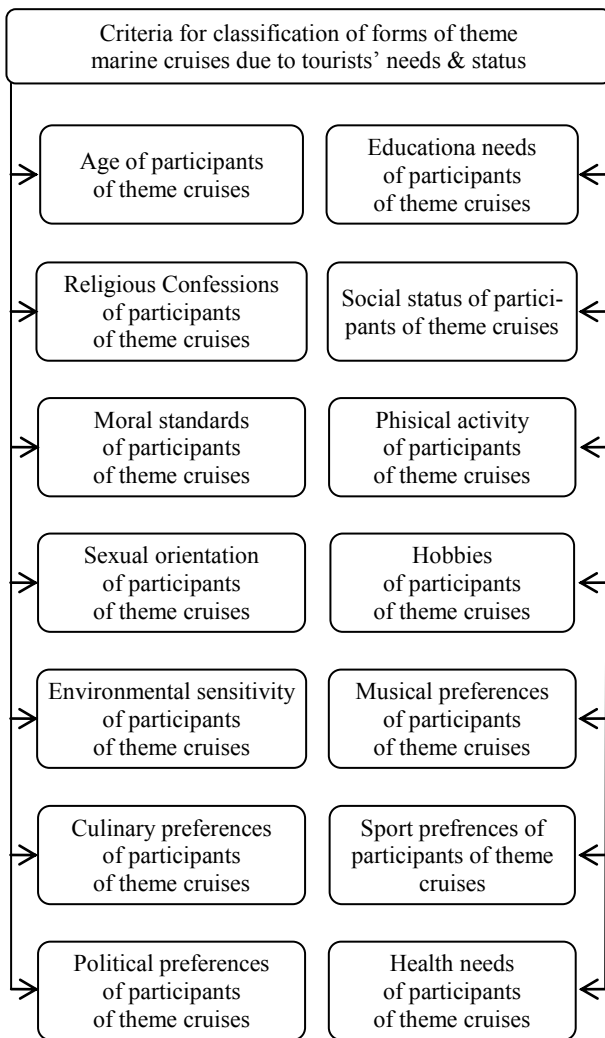 Criteria for classification of forms of theme
marine cruises due to tourists' needs & status
Age of participants
of theme cruises
Educationa needs
of participants
of theme cruises
Religious Confessions
of participants
of theme cruises
Social status of partici-
pants of theme cruises
Moral standards
of participants
of theme cruises
Phisical activity
of participants
of theme cruises
Sexual orientation
of participants
of theme cruises
Hobbies
of participants
of theme cruises
Environmental sensitivity
of participants
of theme cruises
Musical preferences
of participants
of theme cruises
Culinary preferences
of participants
of theme cruises
Sport prefrences of
participants of theme
cruises
Political preferences
of participants
of theme cruises
Health needs
of participants
of theme cruises